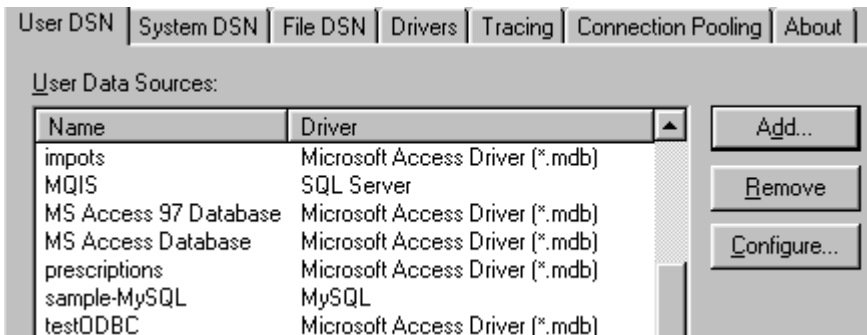 User DSN System DSN File DSN Drivers Tracing Connection Pooling About
User Data Sources:
Name Driver
impots Microsoft Access Driver (*.mdb)
MQIS SQL Server
MS Access 97 Database Microsoft Access Driver (*.mdb)
MS Access Database Microsoft Access Driver (*.mdb)
prescriptions Microsoft Access Driver (*.mdb)
sample-MySQL MySQL
testODBC Microsoft Access Driver (*.mdb)
Add...
Remove
Configure...